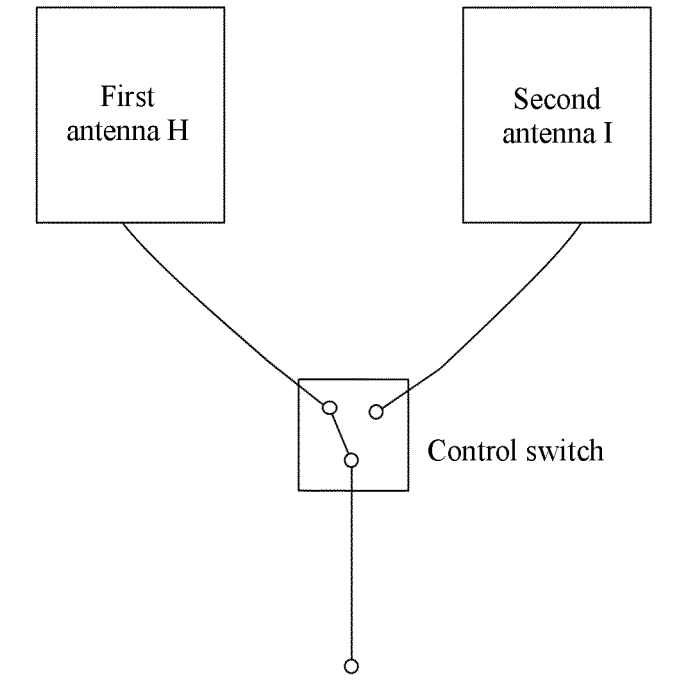 First
antenna H
Second
antenna I
Control switch